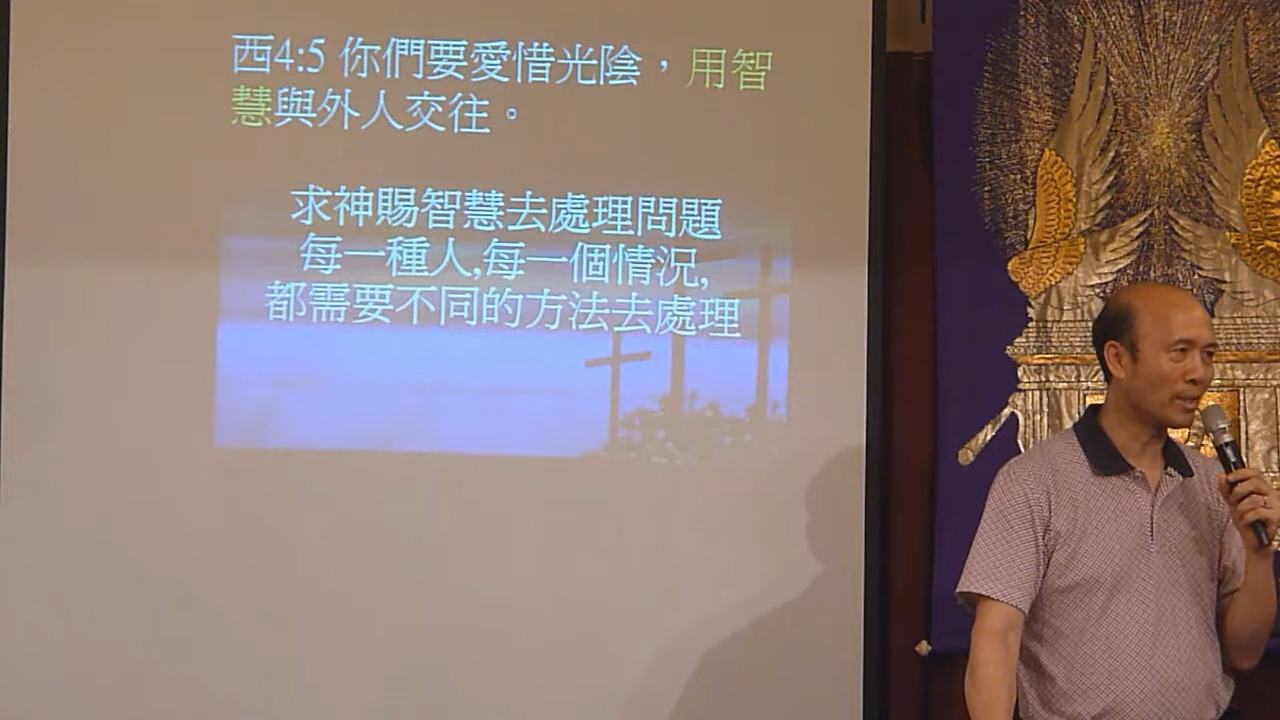 西4:5 你們要愛惜光陰，用智
慧與外人交往。
求神賜智慧去處理問題
每一種人,每一個情況,
都需要不同的方法去處理